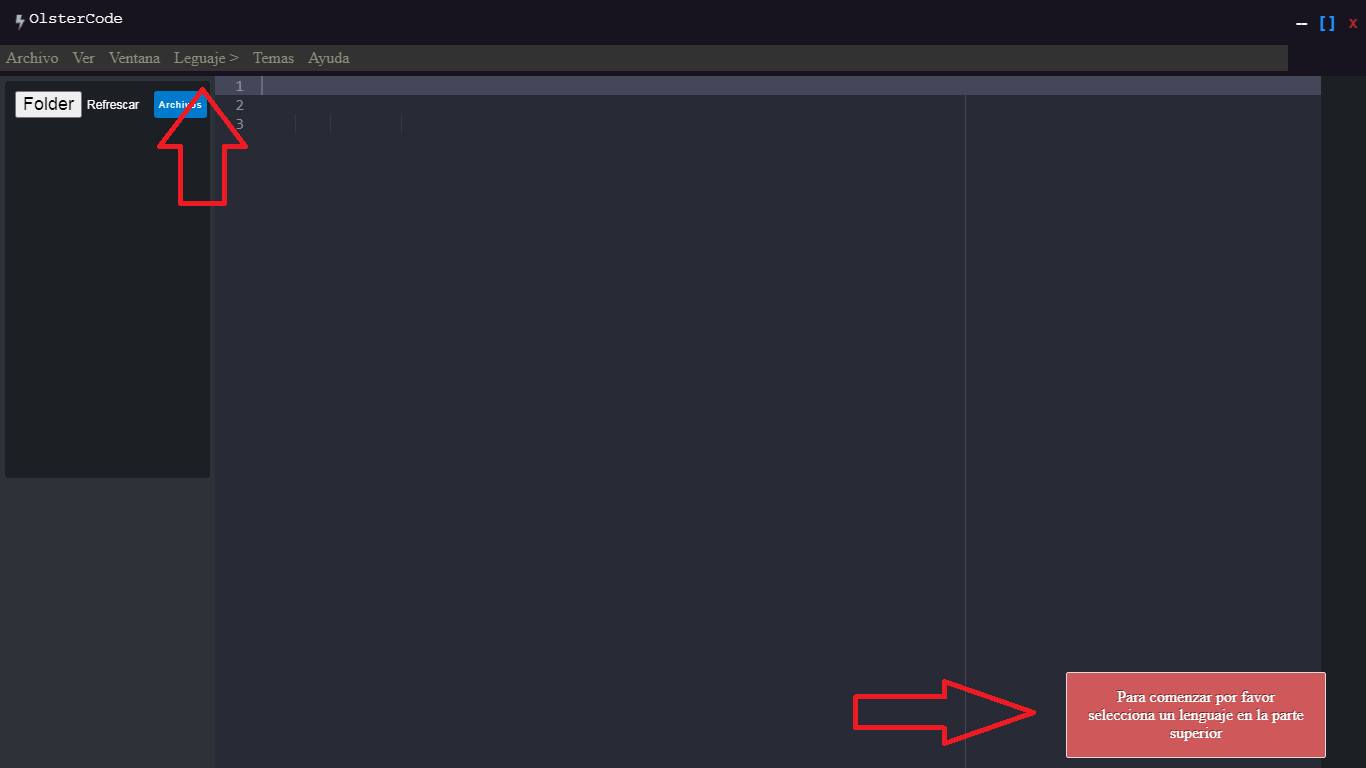 OlsterCode
-- [ ] x
Archivo Ver Ventana Leguaje > Temas Ayuda
Folder Refrescar Archivos
1
2
3
Para comenzar por favor
selecciona un lenguaje en la parte
superior